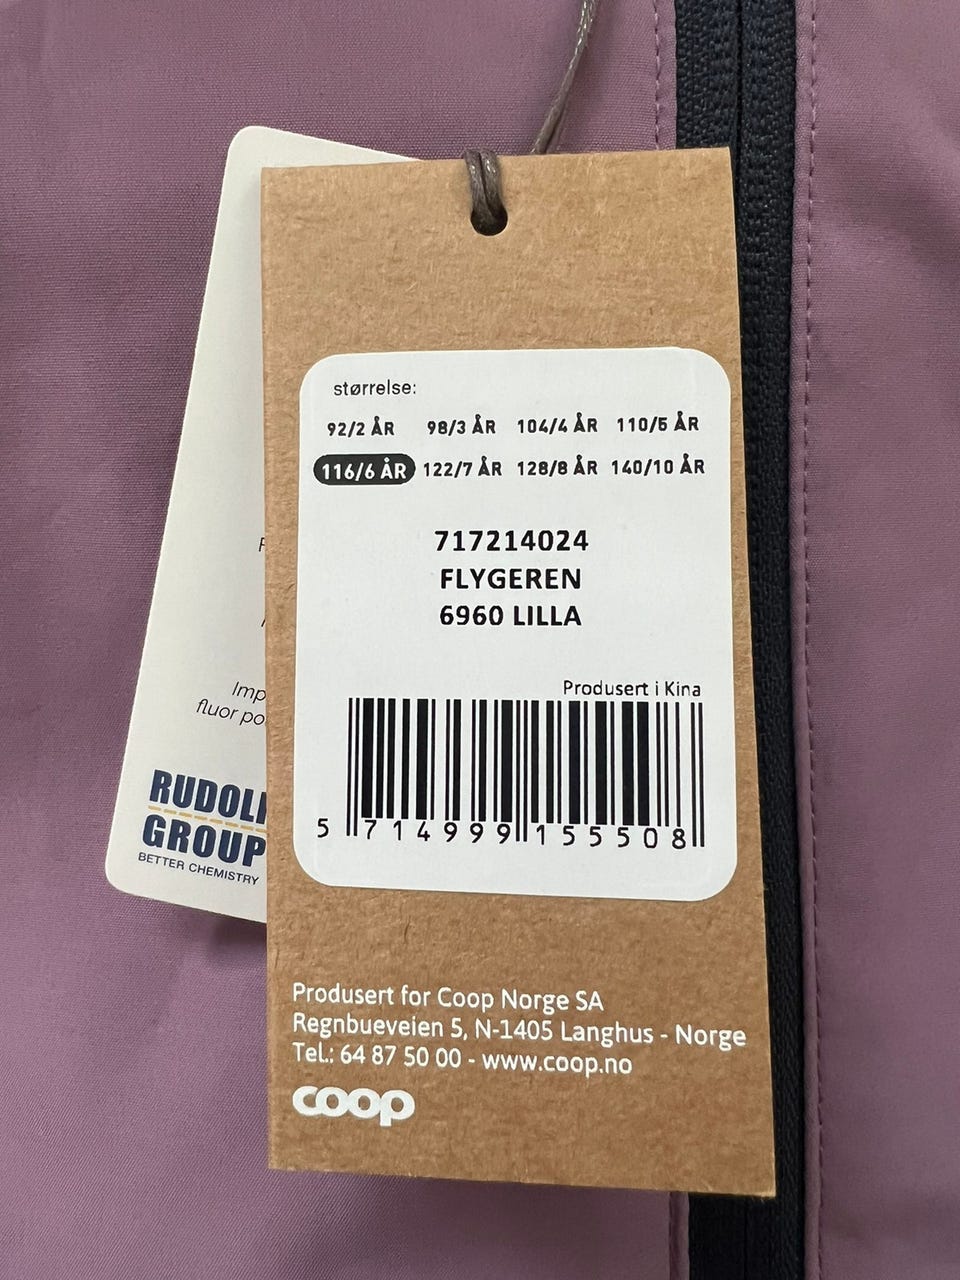 størrelse:
92/2 ÅR 98/3 ÅR 104/4 ÅR 110/5 ÅR
116/6 ÅR 122/7 ÅR 128/8 ÅR 140/10 ÅR
717214024
FLYGEREN
6960 LILLA
Produsert i Kina
5 714999 155508
Produsert for Coop Norge SA
Regnbueveien 5, N-1405 Langhus - Norge
Tel.: 64 87 50 00 - www.coop.no
coop
fluor
GROUP
BETTER CHEMISTRY